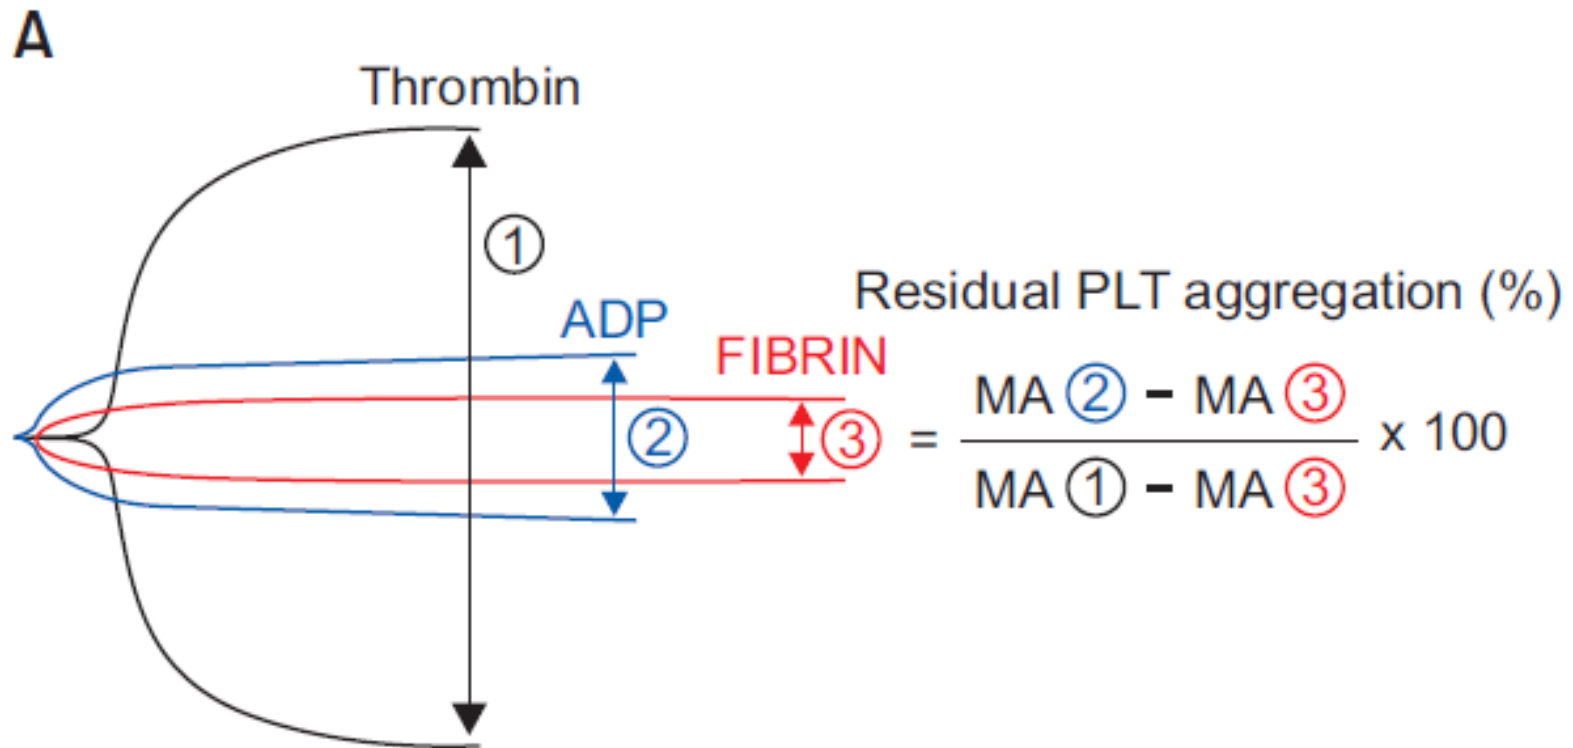 A
Thrombin
①
ADP
②
FIBRIN
③
Residual PLT aggregation (%)
= MA ② - MA ③
MA ① - MA ③
x 100